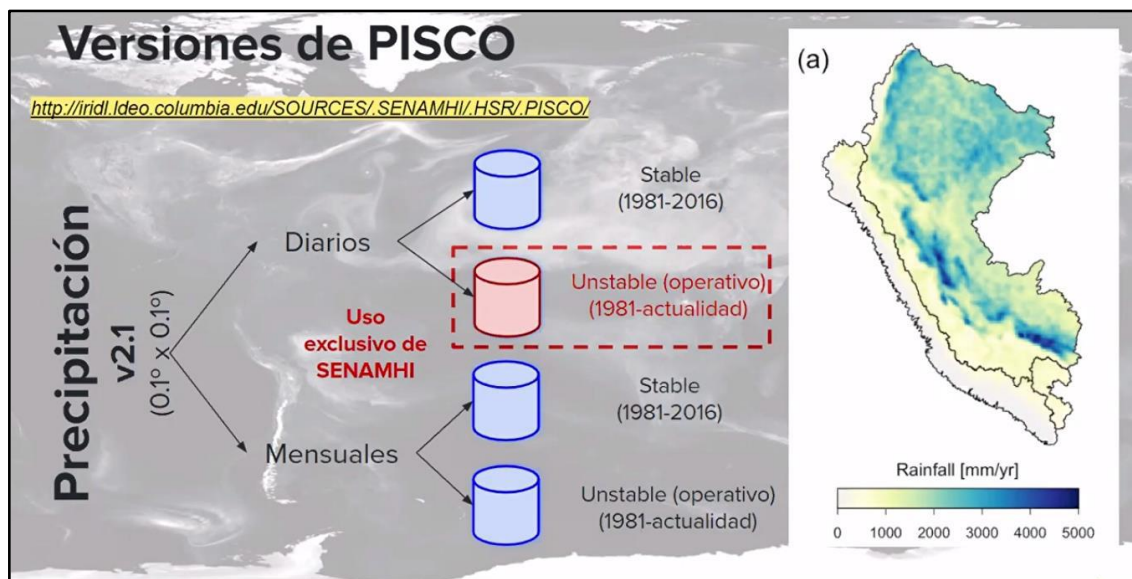 Versiones de PISCO
http://iridl.ldeo.columbia.edu/SOURCES/.SENAMHI/.HSR/.PISCO/
Precipitación
v2.1
(0.1º x 0.1º)
Diarios
Stable
(1981-2016)
Unstable (operativo)
(1981-actualidad)
Uso
exclusivo de
SENAMHI
Mensuales
Stable
(1981-2016)
Unstable (operativo)
(1981-actualidad)
(a)
Rainfall [mm/yr]
0 1000 2000 3000 4000 5000